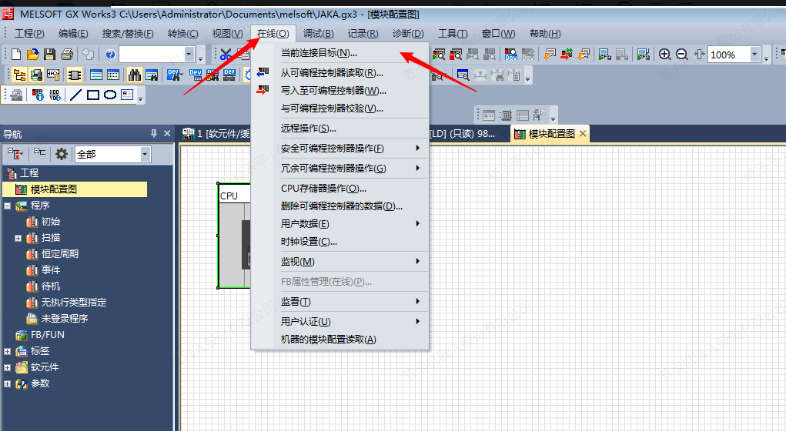 MELSOFT GX Works3 C:\Users\Administrator\Documents\melsoft\JAKA.gx3 - [模块配置图]
工程(P) 编辑(E) 搜索/替换(F) 转换(C) 视图(V) 在线(O) 调试(B) 记录(R) 诊断(D) 工具(T) 窗口(W) 帮助(H)
100%
当前连接目标(N)...
从可编程控制器读取(R)...
写入至可编程控制器(W)...
与可编程控制器校验(V)...
远程操作(S)...
安全可编程控制器操作(F)
冗余可编程控制器操作(G)
CPU存储器操作(O)...
删除可编程控制器的数据(D)...
用户数据(E)
时钟设置(C)...
监视(M)
FB属性管理(在线)(P)...
监看(T)
用户认证(U)
机器的模块配置读取(A)
导航
全部
工程
模块配置图
程序
初始
扫描
恒定周期
事件
待机
无执行类型指定
未登录程序
FB/FUN
标签
软元件
参数
1 [软元件/缓
[LD] (只读) 98...
模块配置图
CPU